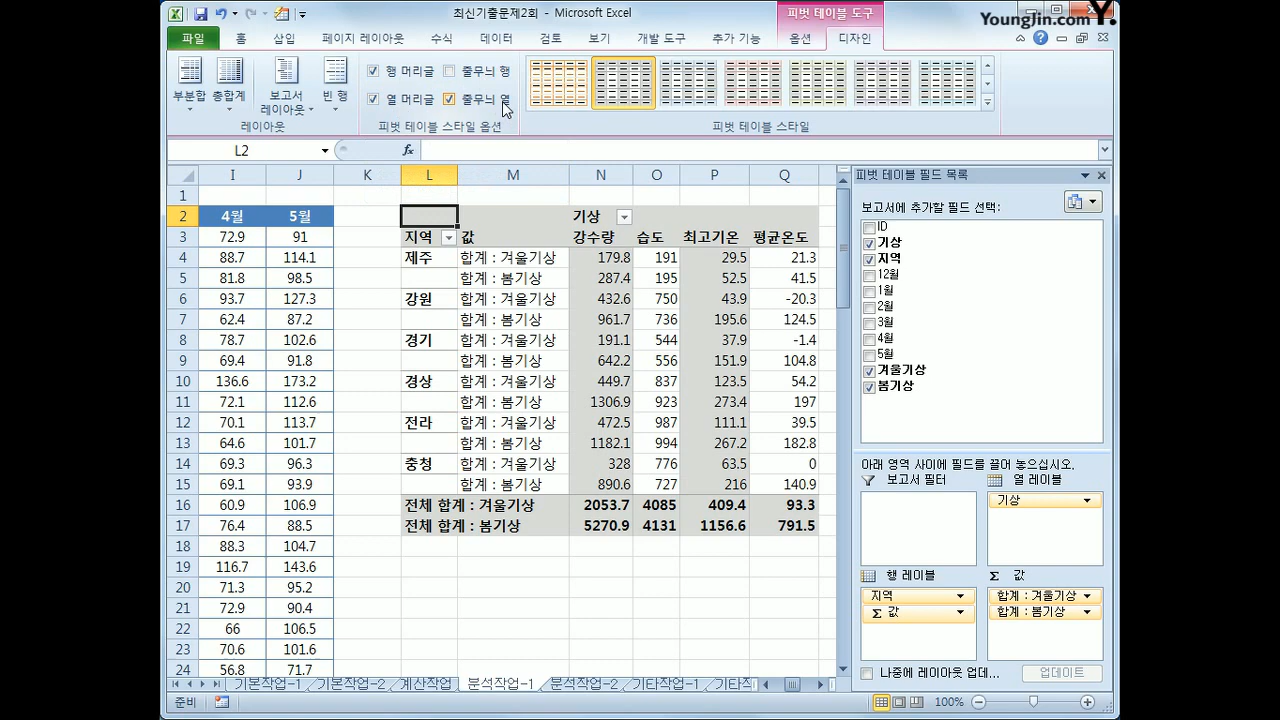 최신기출문제2회 - Microsoft Excel
피벗 테이블 도구
YoungJin.com Y.
파일 홈 삽입 페이지 레이아웃 수식 데이터 검토 보기 개발 도구 추가 기능 옵션 디자인
부분합 총합계 보고서 레이아웃 빈 행
행 머리글 줄무늬 행
열 머리글 줄무늬 열
레이아웃 피벗 테이블 스타일 옵션 피벗 테이블 스타일
L2 fx
I J K L M N O P Q
1
2 4월 5월 기상
3 72.9 91 지역 값 강수량 습도 최고기온 평균온도
4 88.7 114.1 제주 합계 : 겨울기상 179.8 191 29.5 21.3
5 81.8 98.5 합계 : 봄기상 287.4 195 52.5 41.5
6 93.7 127.3 강원 합계 : 겨울기상 432.6 750 43.9 -20.3
7 62.4 87.2 합계 : 봄기상 961.7 736 195.6 124.5
8 78.7 102.6 경기 합계 : 겨울기상 191.1 544 37.9 -1.4
9 69.4 91.8 합계 : 봄기상 642.2 556 151.9 104.8
10 136.6 173.2 경상 합계 : 겨울기상 449.7 837 123.5 54.2
11 72.1 112.6 합계 : 봄기상 1306.9 923 273.4 197
12 70.1 113.7 전라 합계 : 겨울기상 472.5 987 111.1 39.5
13 64.6 101.7 합계 : 봄기상 1182.1 994 267.2 182.8
14 69.3 96.3 충청 합계 : 겨울기상 328 776 63.5 0
15 69.1 93.9 합계 : 봄기상 890.6 727 216 140.9
16 60.9 106.9 전체 합계 : 겨울기상 2053.7 4085 409.4 93.3
17 76.4 88.5 전체 합계 : 봄기상 5270.9 4131 1156.6 791.5
18 88.3 104.7
19 116.7 143.6
20 71.3 95.2
21 72.9 90.4
22 66 106.5
23 70.6 101.6
24 56.8 71.7
피벗 테이블 필드 목록
보고서에 추가할 필드 선택:
ID
기상
지역
12월
1월
2월
3월
4월
5월
겨울기상
봄기상
아래 영역 사이에 필드를 끌어 놓으십시오.
보고서 필터 열 레이블
기상
행 레이블 Σ 값
지역 합계 : 겨울기상
Σ 값 합계 : 봄기상
나중에 레이아웃 업데... 업데이트
기본작업-1 기본작업-2 계산작업 분석작업-1 분석작업-2 기타작업-1 기타작
준비 100%